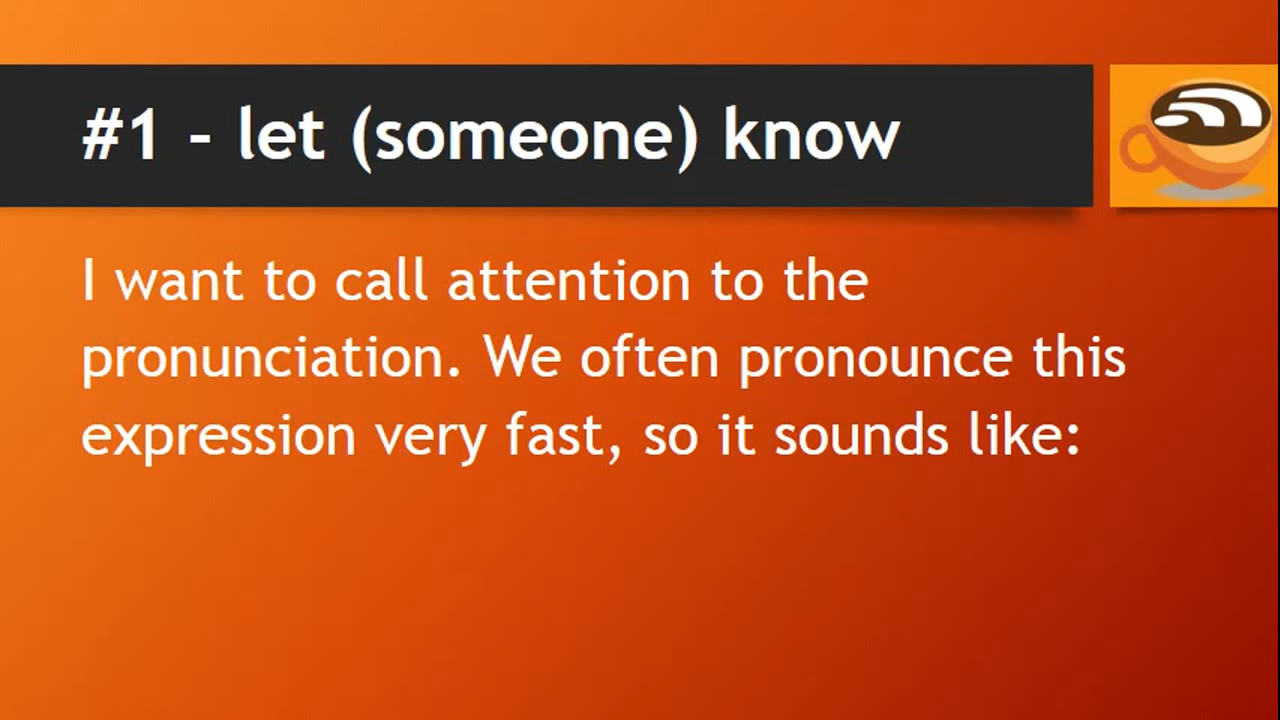 #1 - let (someone) know
I want to call attention to the
pronunciation. We often pronounce this
expression very fast, so it sounds like: